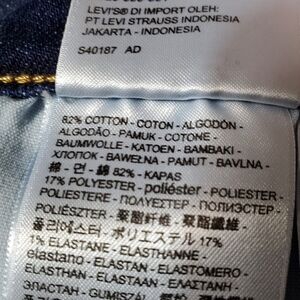 LEVI'S® DI IMPORT OLEH:
PT LEVI STRAUSS INDONESIA
JAKARTA - INDONESIA
S40187 AD
82% COTTON - COTON - ALGODÓN -
ALGODÃO - PAMUK - COTONE -
BAUMWOLLE - KATOEN - BAMBAKI -
ХЛОПОК - BAWEŁNA - PAMUT - BAVLNA -
棉 - 면 - 綿 82% - KAPAS
17% POLYESTER - poliéster - POLIESTER -
POLIESTERE - ПОЛИЭСТЕР -
POLIÉSZTER - 聚酯纤维 - 聚酯纖維 -
폴리에스터 - ポリエステル 17%
1% ELASTANE - ELASTHANNE -
elastano - ELASTAN - ELASTOMERO -
ELASTHAN - ELASTAAN -
ЭЛАСТАН - GUMISZÁL